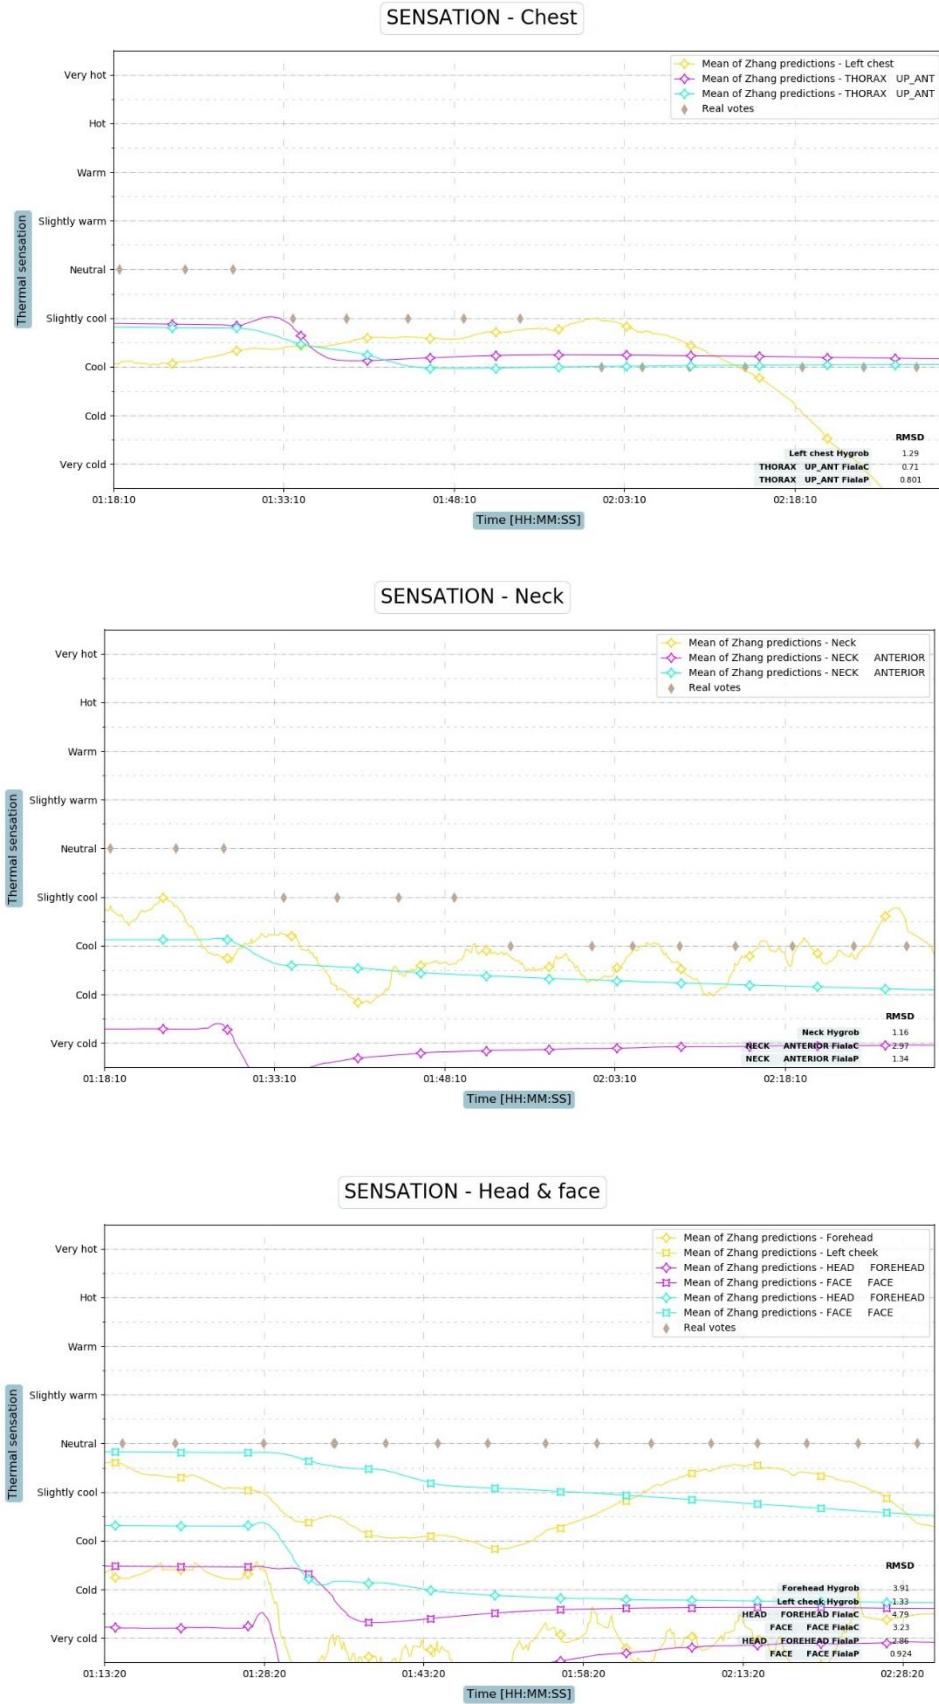 SENSATION - Chest
Mean of Zhang predictions - Left chest
Mean of Zhang predictions - THORAX UP_ANT
Mean of Zhang predictions - THORAX UP_ANT
Real votes
Very hot
Hot
Warm
Slightly warm
Neutral
Slightly cool
Cool
Cold
Very cold
Thermal sensation
RMSD
Left chest Hygrob 1.29
THORAX UP_ANT FialaC 0.71
THORAX UP_ANT FialaP 0.801
01:18:10 01:33:10 01:48:10 02:03:10 02:18:10
Time [HH:MM:SS]
SENSATION - Neck
Mean of Zhang predictions - Neck
Mean of Zhang predictions - NECK ANTERIOR
Mean of Zhang predictions - NECK ANTERIOR
Real votes
Very hot
Hot
Warm
Slightly warm
Neutral
Slightly cool
Cool
Cold
Very cold
Thermal sensation
RMSD
Neck Hygrob 1.16
NECK ANTERIOR FialaC 2.97
NECK ANTERIOR FialaP 1.34
01:18:10 01:33:10 01:48:10 02:03:10 02:18:10
Time [HH:MM:SS]
SENSATION - Head & face
Mean of Zhang predictions - Forehead
Mean of Zhang predictions - Left cheek
Mean of Zhang predictions - HEAD FOREHEAD
Mean of Zhang predictions - FACE FACE
Mean of Zhang predictions - HEAD FOREHEAD
Mean of Zhang predictions - FACE FACE
Real votes
Very hot
Hot
Warm
Slightly warm
Neutral
Slightly cool
Cool
Cold
Very cold
Thermal sensation
RMSD
Forehead Hygrob 3.91
Left cheek Hygrob 1.33
HEAD FOREHEAD FialaC 4.79
FACE FACE FialaC 3.23
HEAD FOREHEAD FialaP 2.86
FACE FACE FialaP 0.924
01:13:20 01:28:20 01:43:20 01:58:20 02:13:20 02:28:20
Time [HH:MM:SS]